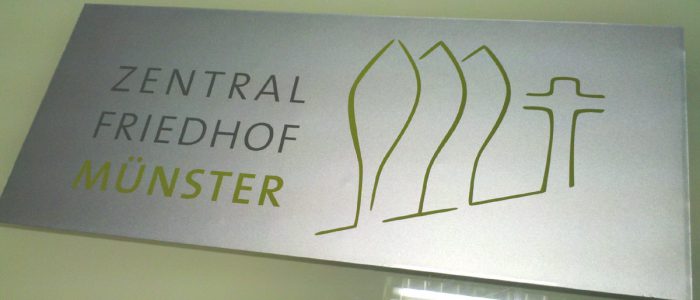 ZENTRAL
FRIEDHOF
MÜNSTER